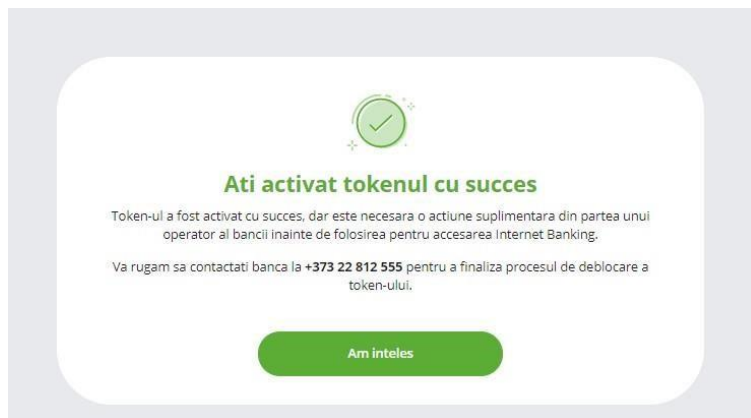 Ati activat tokenul cu succes
Token-ul a fost activat cu succes, dar este necesara o actiune suplimentara din partea unui
operator al bancii inainte de folosirea pentru accesarea Internet Banking.
Va rugam sa contactati banca la +373 22 812 555 pentru a finaliza procesul de deblocare a
token-ului.
Am inteles